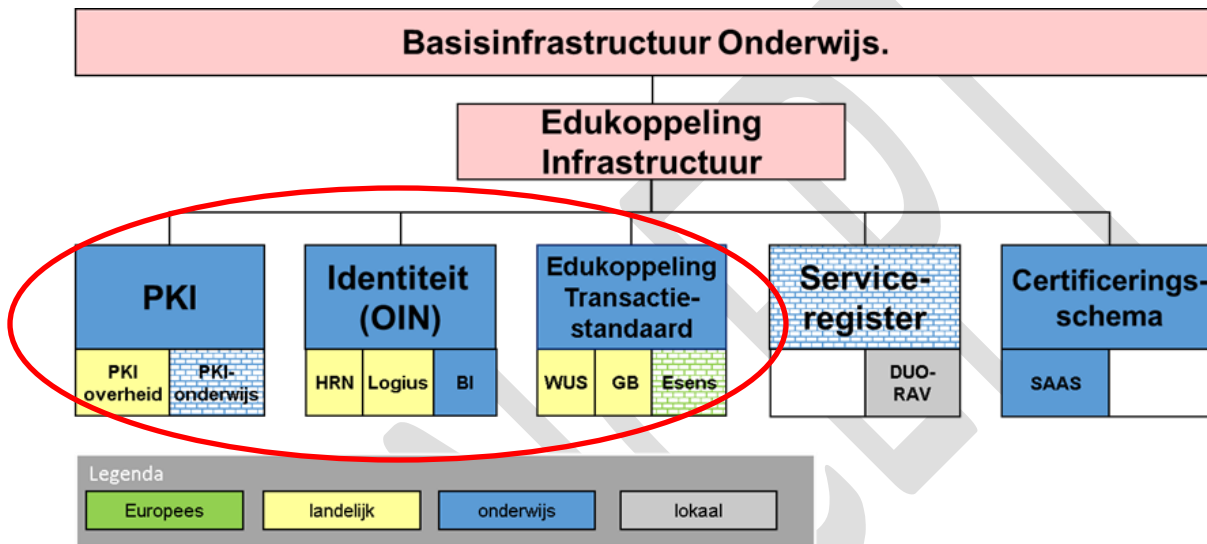 Basisinfrastructuur Onderwijs.
Edukoppeling
Infrastructuur
PKI
Identiteit
(OIN)
Edukoppeling
Transactie-
standaard
Service-
register
Certificerings-
schema
PKI
overheid
PKI-
onderwijs
HRN
Logius
BI
WUS
GB
Esens
DUO-
RAV
SAAS
Legenda
Europees
landelijk
onderwijs
lokaal